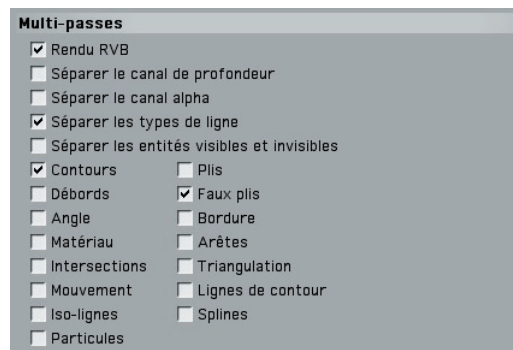 Multi-passes
Rendu RVB
Séparer le canal de profondeur
Séparer le canal alpha
Séparer les types de ligne
Séparer les entités visibles et invisibles
Contours Plis
Débords Faux plis
Angle Bordure
Matériau Arêtes
Intersections Triangulation
Mouvement Lignes de contour
Iso-lignes Splines
Particules